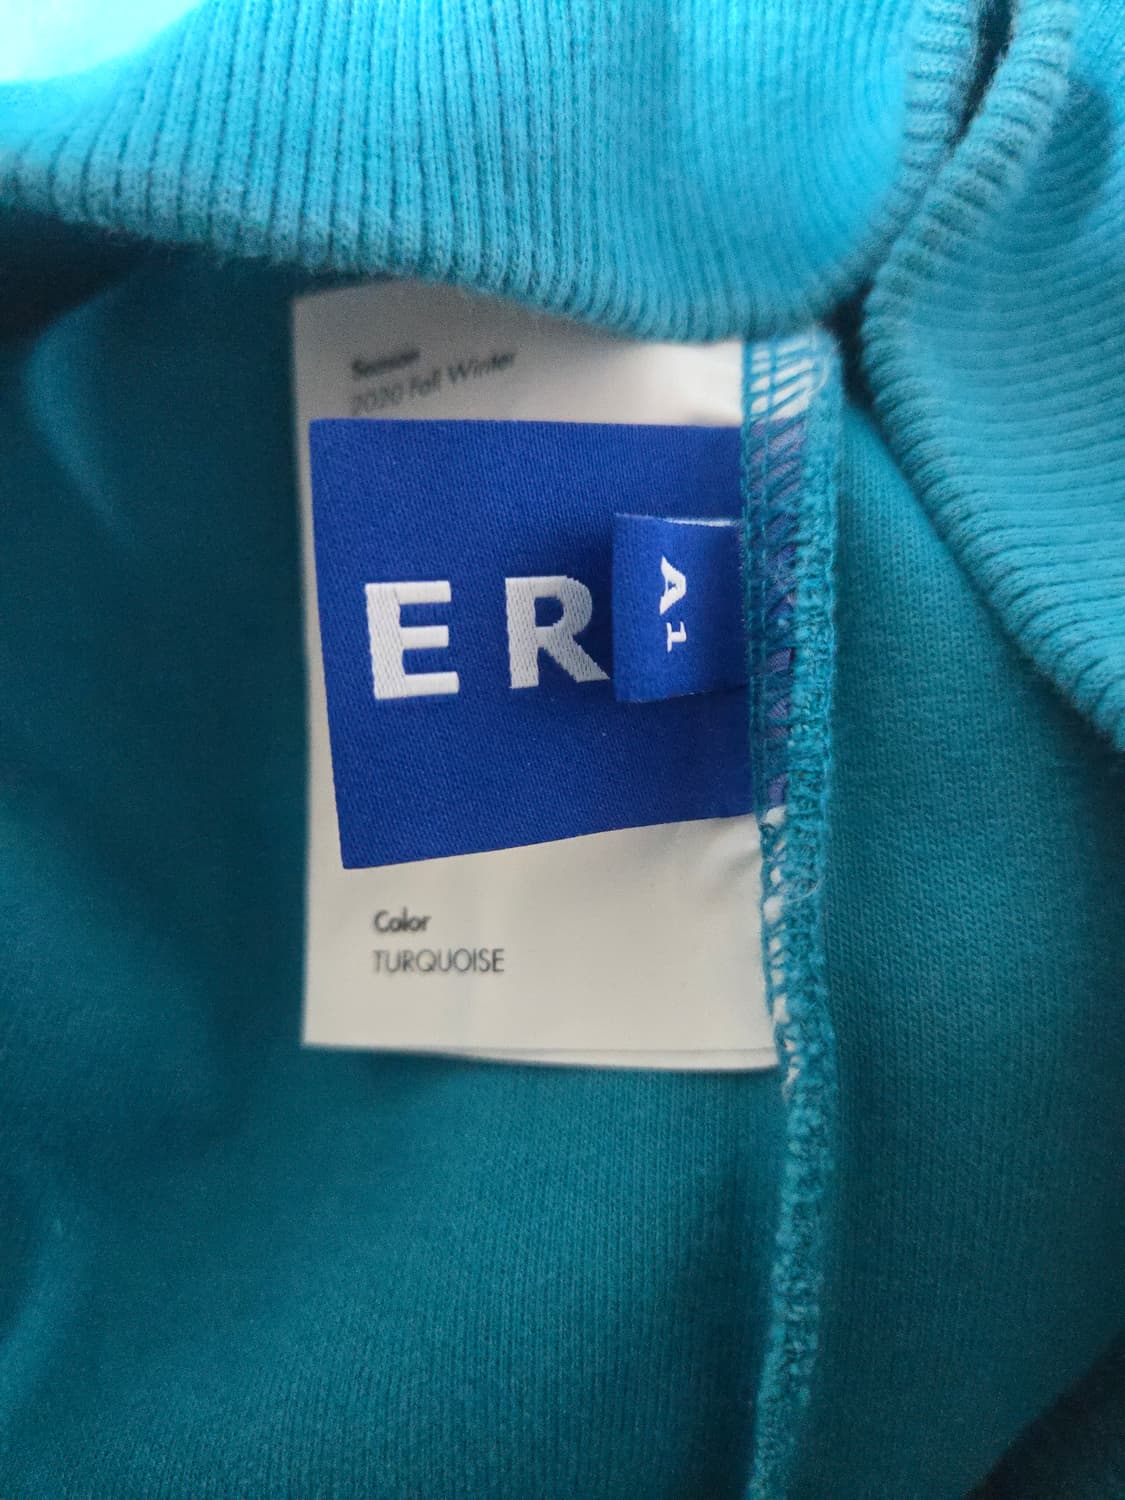 Season
2020 Fall Winter
ER
A1
Color
TURQUOISE